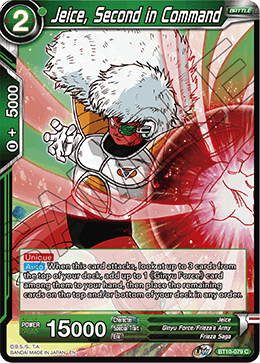 BATTLE
2
Jeice, Second in Command
0 + 5000
Unique
Auto When this card attacks, look at up to 3 cards from
the top of your deck, add up to 1 ⟪Ginyu Force⟫ card
among them to your hand, then place the remaining
cards on the top and/or bottom of your deck in any order.
©B.S./S., T.A.
BANDAI MADE IN JAPAN, EN
POWER
15000
Character Jeice
Special Trait Ginyu Force/Frieza's Army
Era Frieza Saga
BT10-079 C